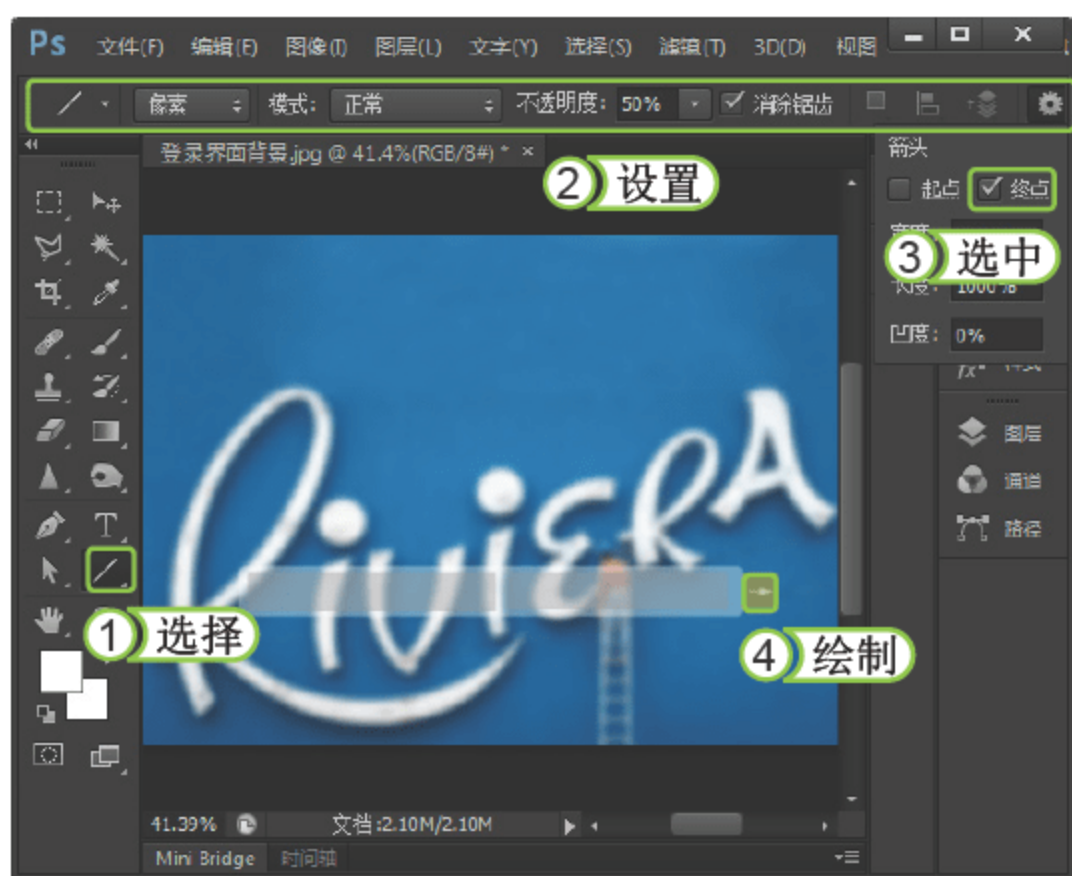 Ps 文件(F) 编辑(E) 图像(I) 图层(L) 文字(Y) 选择(S) 滤镜(T) 3D(D) 视图
像素 模式: 正常 不透明度: 50% 消除锯齿
登录界面背景.jpg @ 41.4%(RGB/8#) * ×
箭头
② 设置
起点 终点
③ 选中
长度: 1000%
凹度: 0%
RiViERA
图层
通道
路径
T
① 选择
④ 绘制
41.39% 文档:2.10M/2.10M
Mini Bridge 时间轴